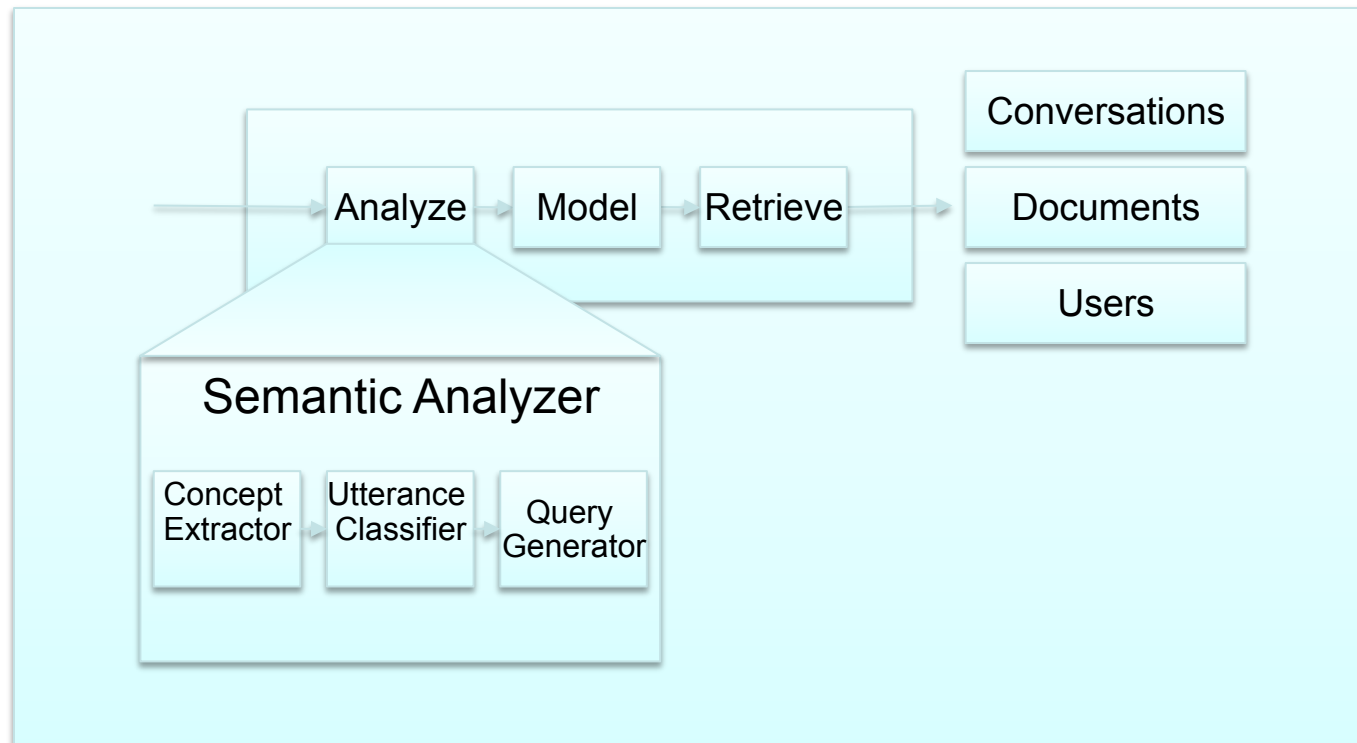 Conversations
Analyze
Model
Retrieve
Documents
Users
Semantic Analyzer
Concept
Extractor
Utterance
Classifier
Query
Generator